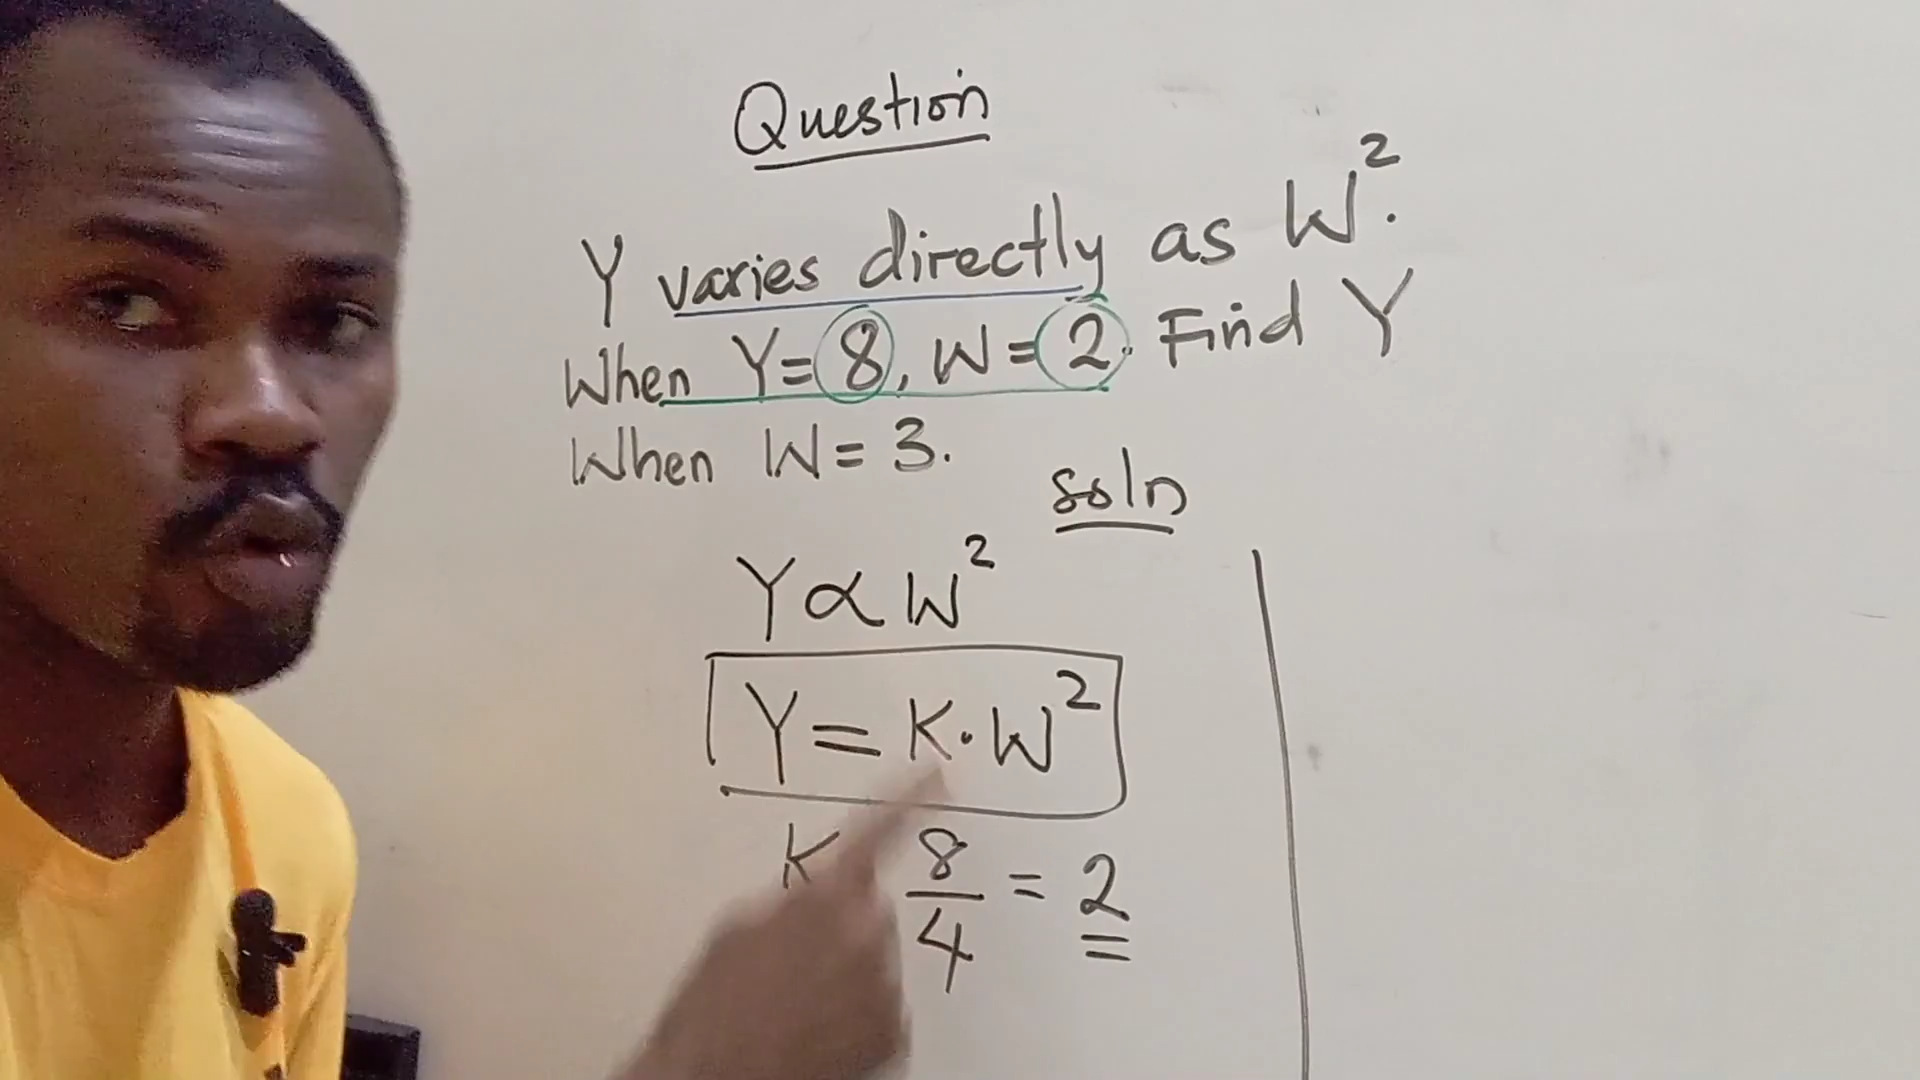 Question
Y varies directly as W².
When Y=8, W=2. Find Y
When W=3.
soln
Y∝W²
Y=K·W²
K 8/4 = 2